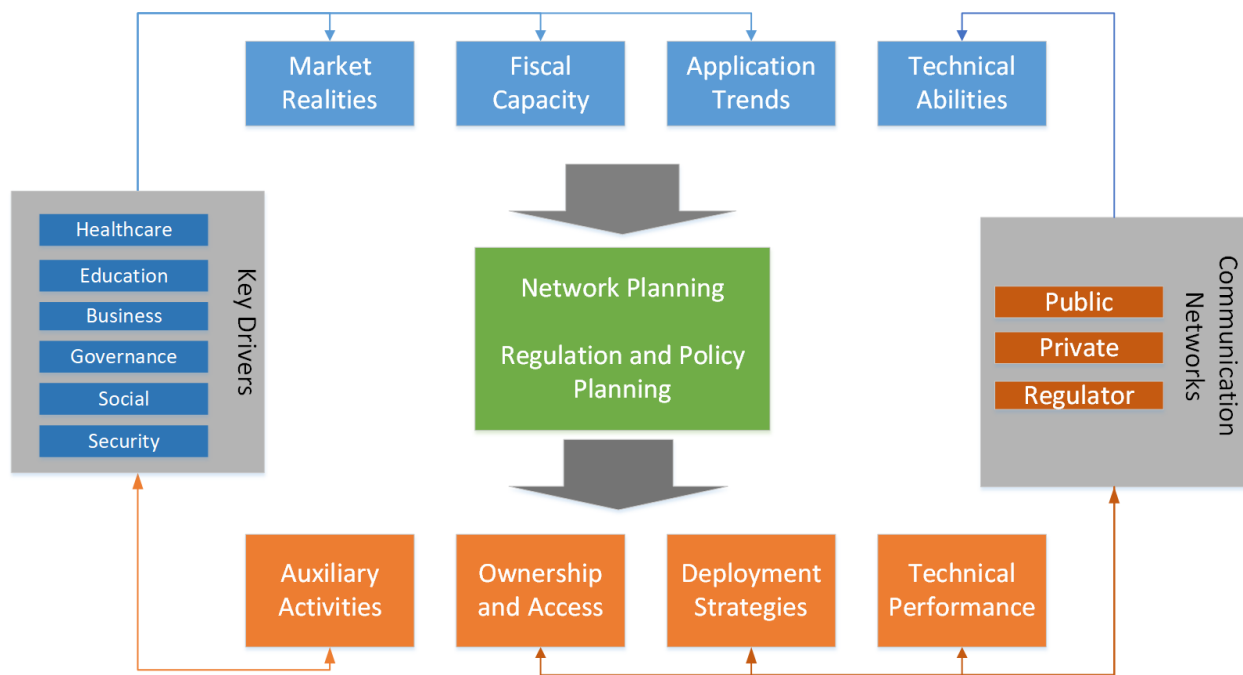 Market
Realities
Fiscal
Capacity
Application
Trends
Technical
Abilities
Healthcare
Education
Business
Governance
Social
Security
Key Drivers
Network Planning
Regulation and Policy
Planning
Public
Private
Regulator
Communication
Networks
Auxiliary
Activities
Ownership
and Access
Deployment
Strategies
Technical
Performance